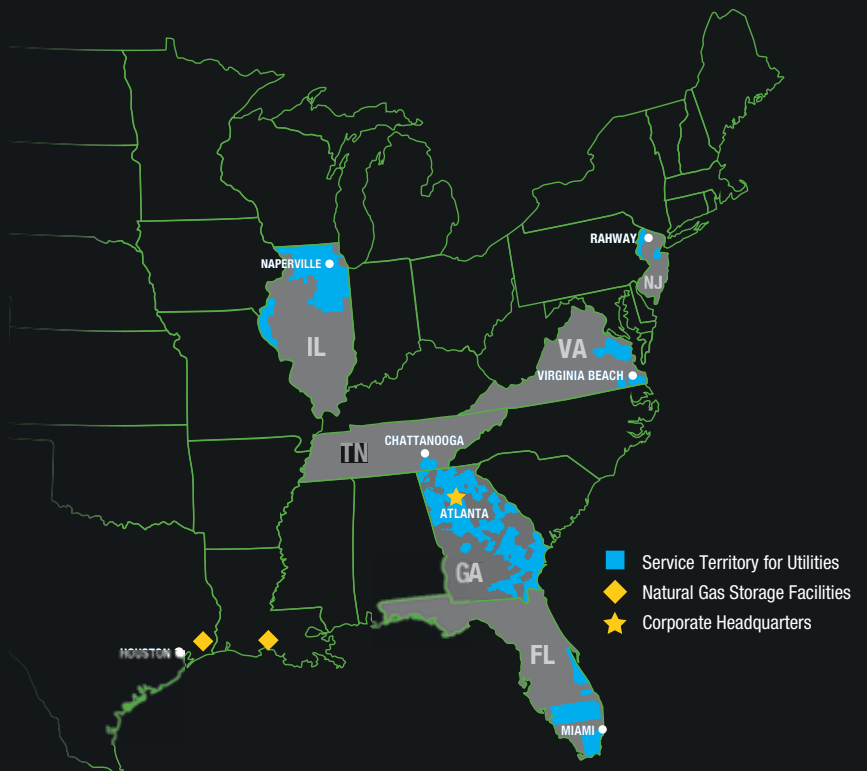 RAHWAY
NAPERVILLE
NJ
IL
VA
VIRGINIA BEACH
CHATTANOOGA
TN
ATLANTA
Service Territory for Utilities
GA
Natural Gas Storage Facilities
Corporate Headquarters
HOUSTON
FL
MIAMI